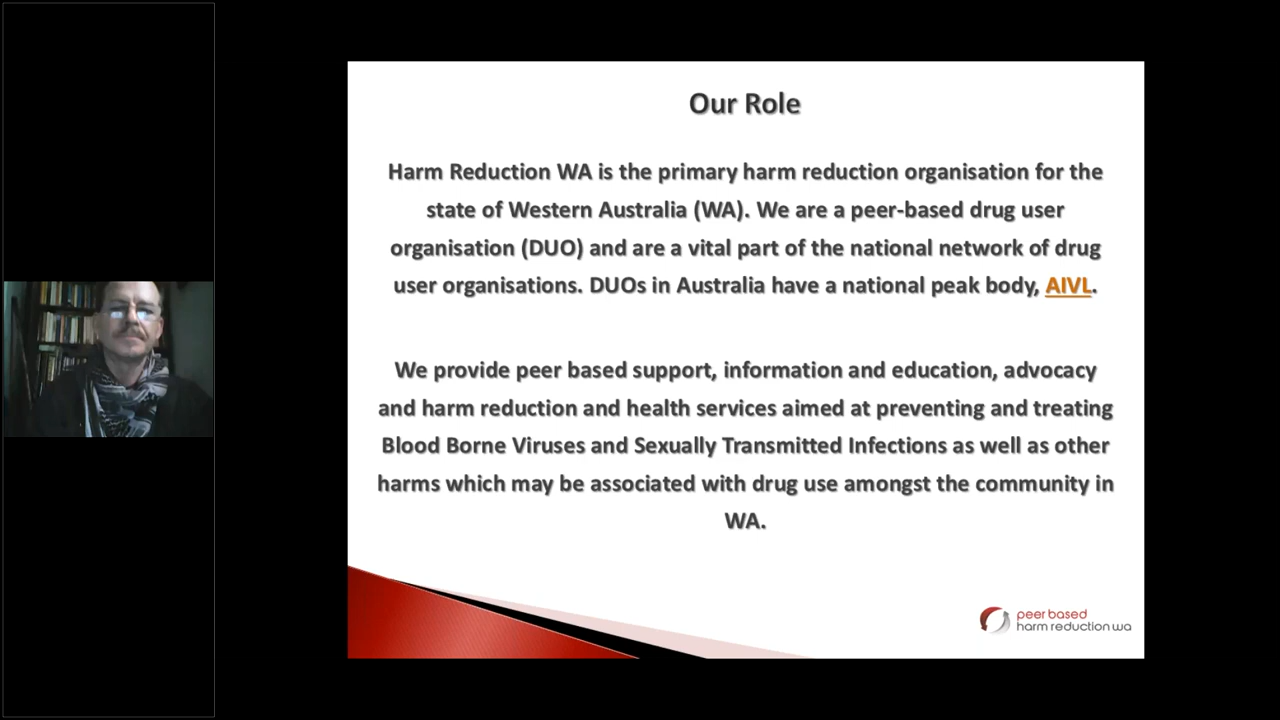 Our Role
Harm Reduction WA is the primary harm reduction organisation for the
state of Western Australia (WA). We are a peer-based drug user
organisation (DUO) and are a vital part of the national network of drug
user organisations. DUOs in Australia have a national peak body, AIVL.
We provide peer based support, information and education, advocacy
and harm reduction and health services aimed at preventing and treating
Blood Borne Viruses and Sexually Transmitted Infections as well as other
harms which may be associated with drug use amongst the community in
WA.
peer based
harm reduction wa